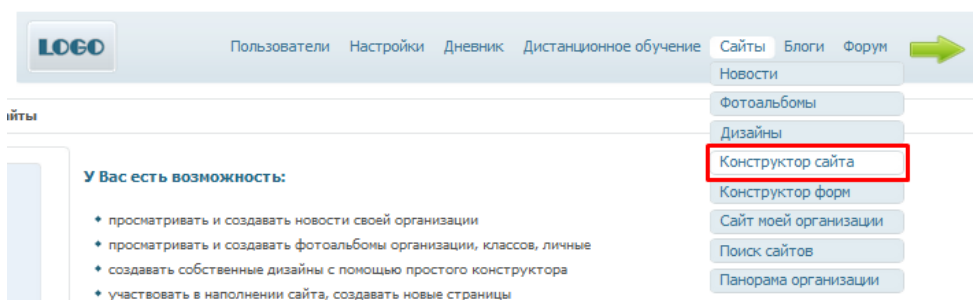 LOGO
Пользователи Настройки Дневник Дистанционное обучение Сайты Блоги Форум
Новости
Фотоальбомы
Дизайны
Конструктор сайта
Конструктор форм
Сайт моей организации
Поиск сайтов
Панорама организации
йты
У Вас есть возможность:
просматривать и создавать новости своей организации
просматривать и создавать фотоальбомы организации, классов, личные
создавать собственные дизайны с помощью простого конструктора
участвовать в наполнении сайта, создавать новые страницы